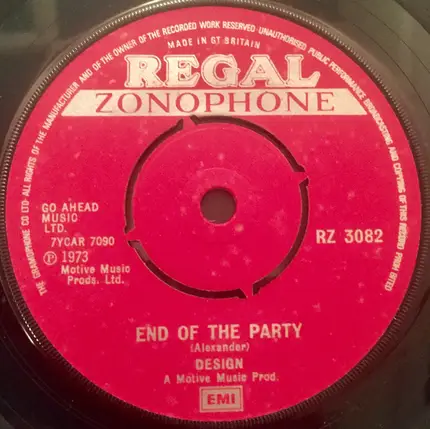 THE GRAMOPHONE CO LTD · ALL RIGHTS OF THE MANUFACTURER AND OF THE OWNER OF THE RECORDED WORK RESERVED · UNAUTHORISED PUBLIC PERFORMANCE BROADCASTING AND COPYING OF THIS RECORD PROHIBITED
MADE IN GT BRITAIN
REGAL
ZONOPHONE
GO AHEAD
MUSIC
LTD.
7YCAR 7090
℗ 1973
Motive Music
Prods. Ltd.
RZ 3082
END OF THE PARTY
(Alexander)
DESIGN
A Motive Music Prod.
EMI